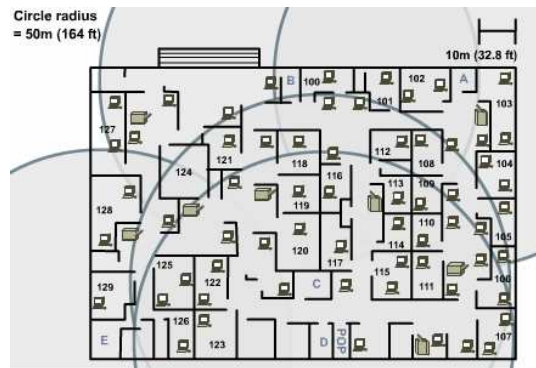 Circle radius
= 50m (164 ft)
10m (32.8 ft)
B 100 102 A
101 103
127
121 112 108
118 104
124 116
113 109
128 119
110 105
120 114
117 106
125 122 115 111
129 C
126
E 123 D POP 107